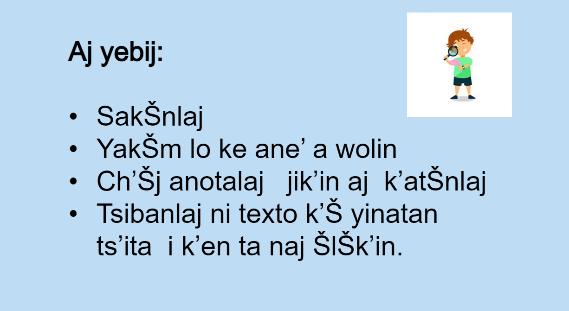 Aj yebij:
• SakŠnlaj
• YakŠm lo ke ane’ a wolin
• Ch’Šj anotalaj jik’in aj k’atŠnlaj
• Tsibanlaj ni texto k’Š yinatan
ts’ita i k’en ta naj ŠlŠk’in.